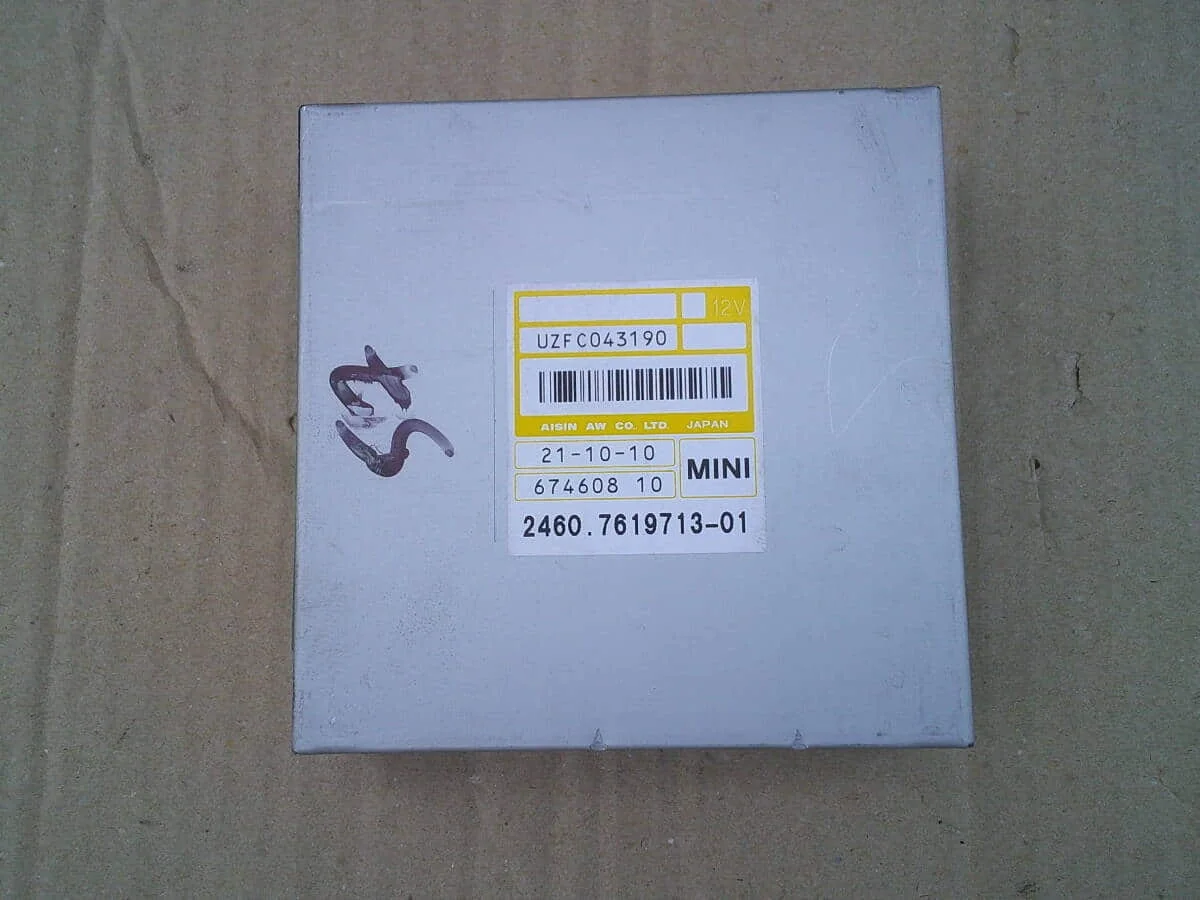 12V
UZFC043190
AISIN AW CO., LTD. JAPAN
21-10-10
MINI
674608 10
2460.7619713-01